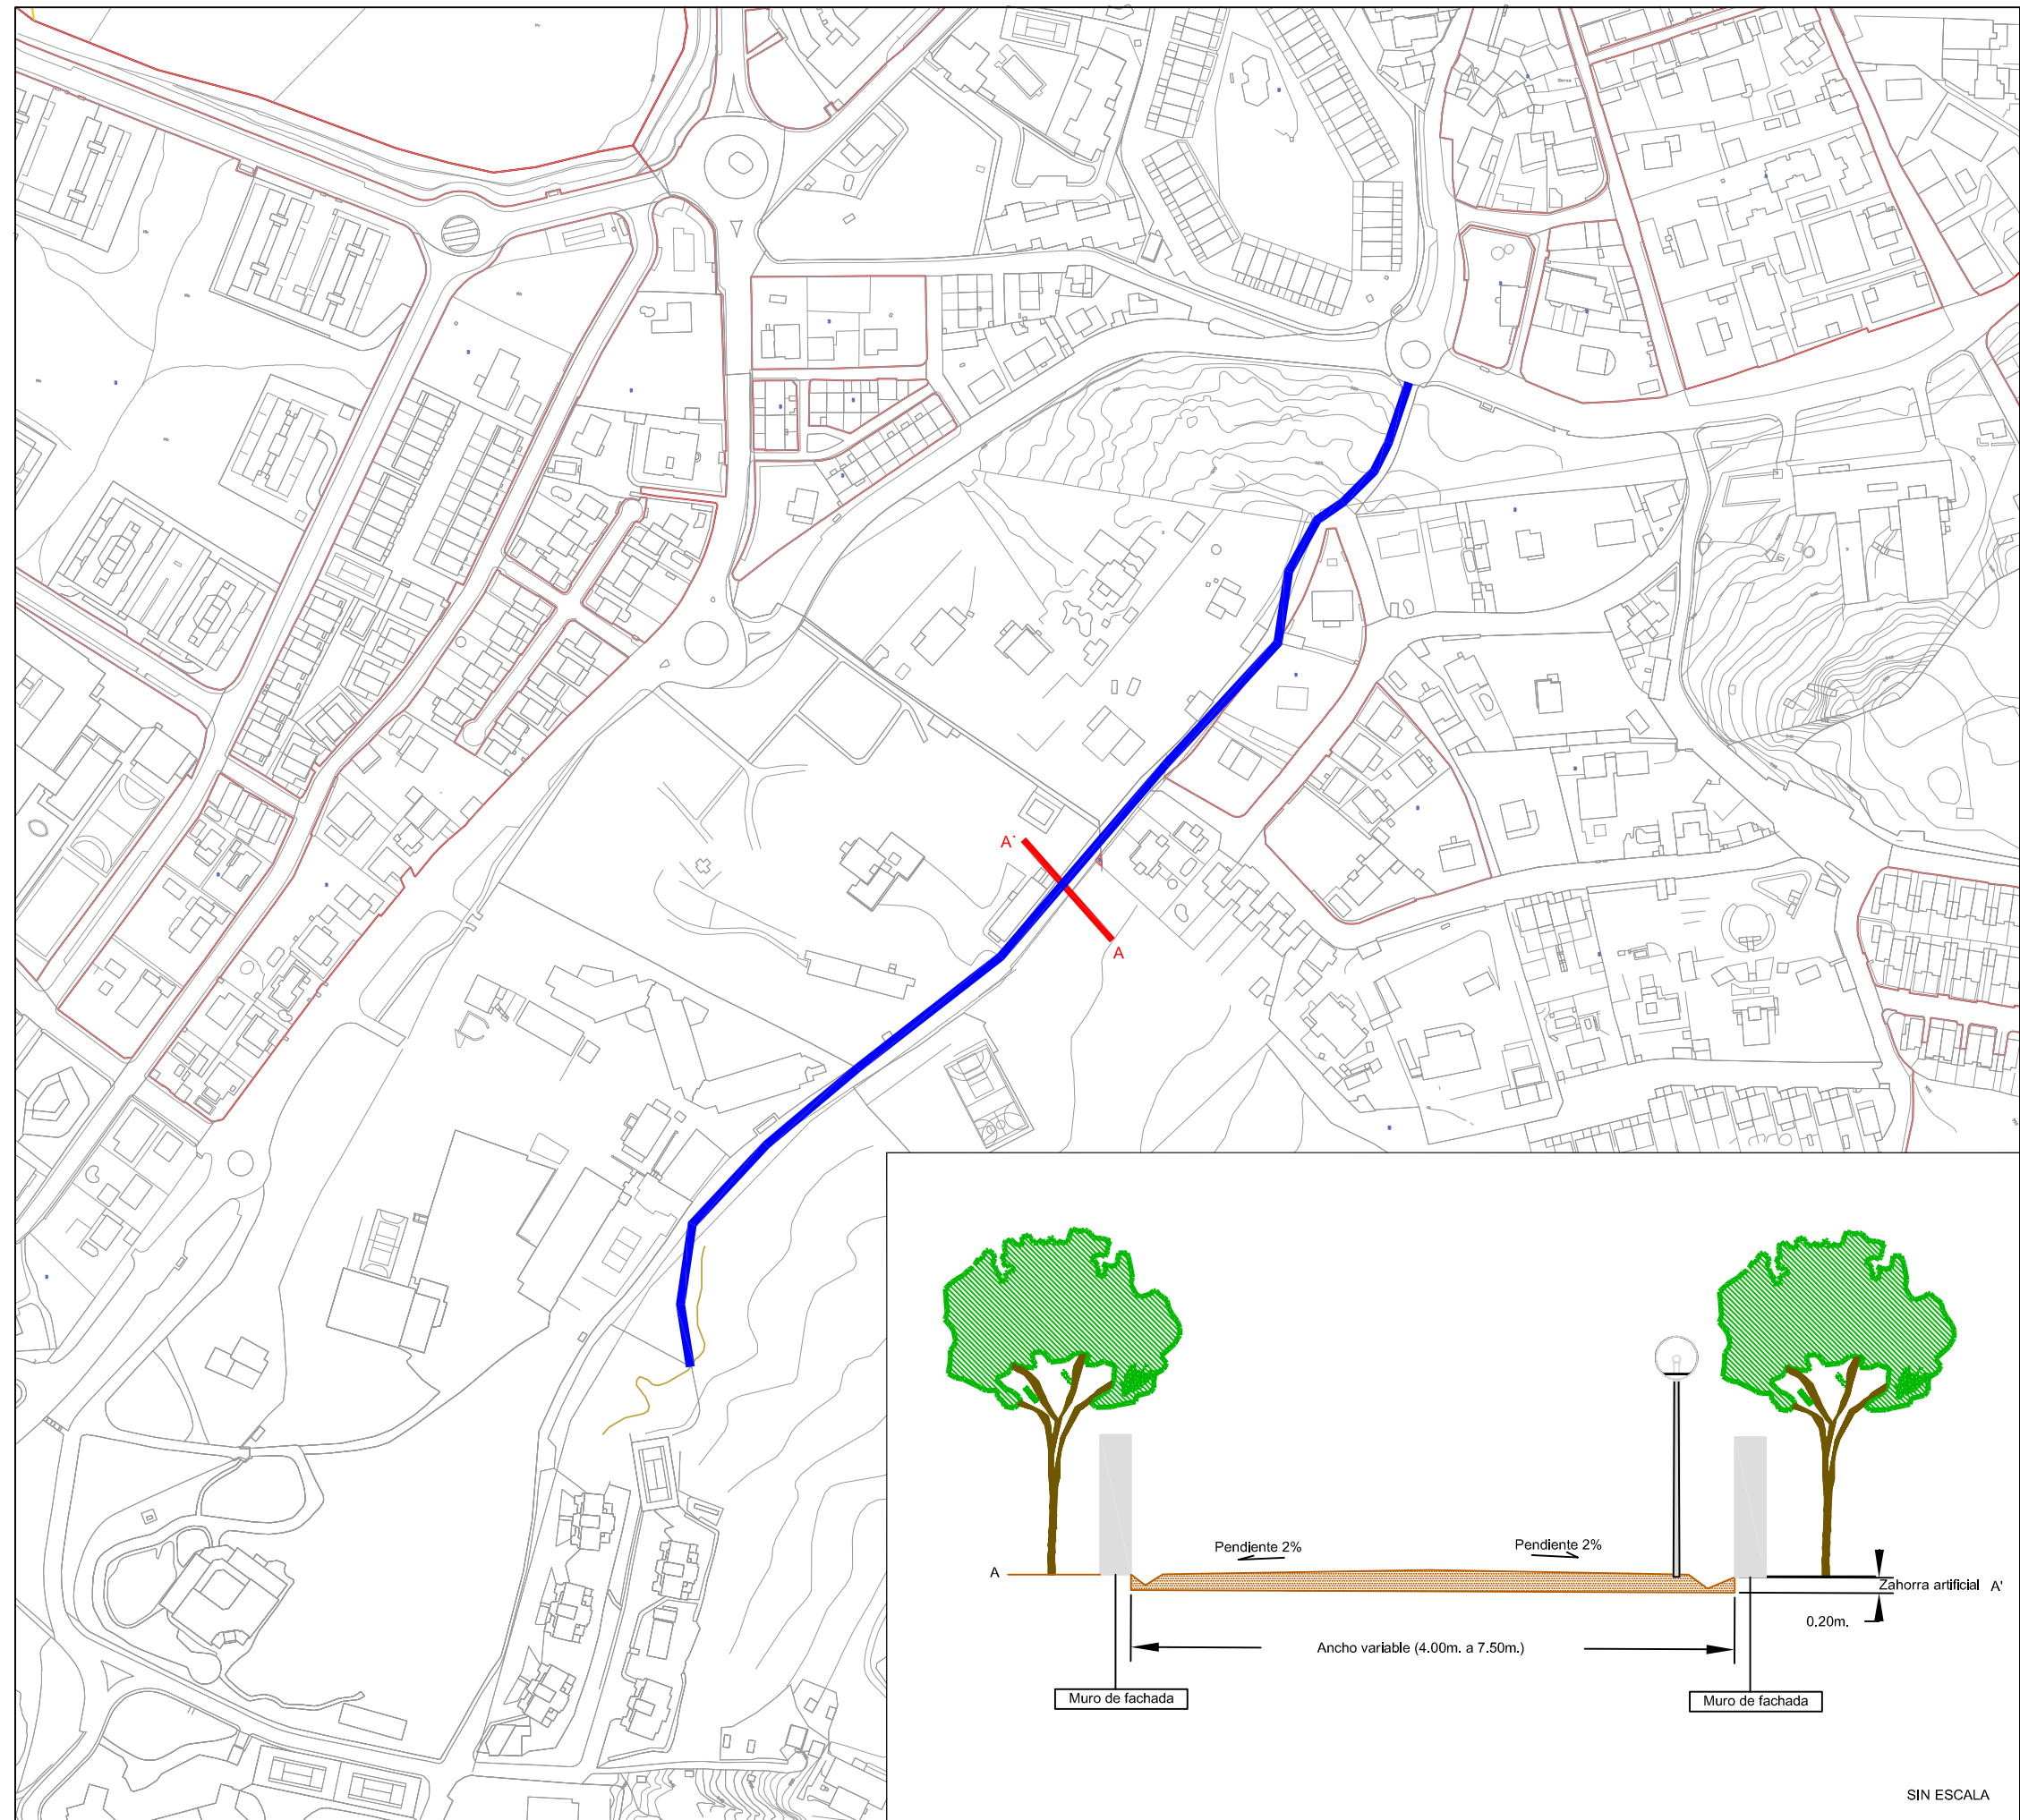 A`
A
Pendiente 2%
Pendiente 2%
A
Zahorra artificial
A'
0.20m.
Ancho variable (4.00m. a 7.50m.)
Muro de fachada
Muro de fachada
SIN ESCALA